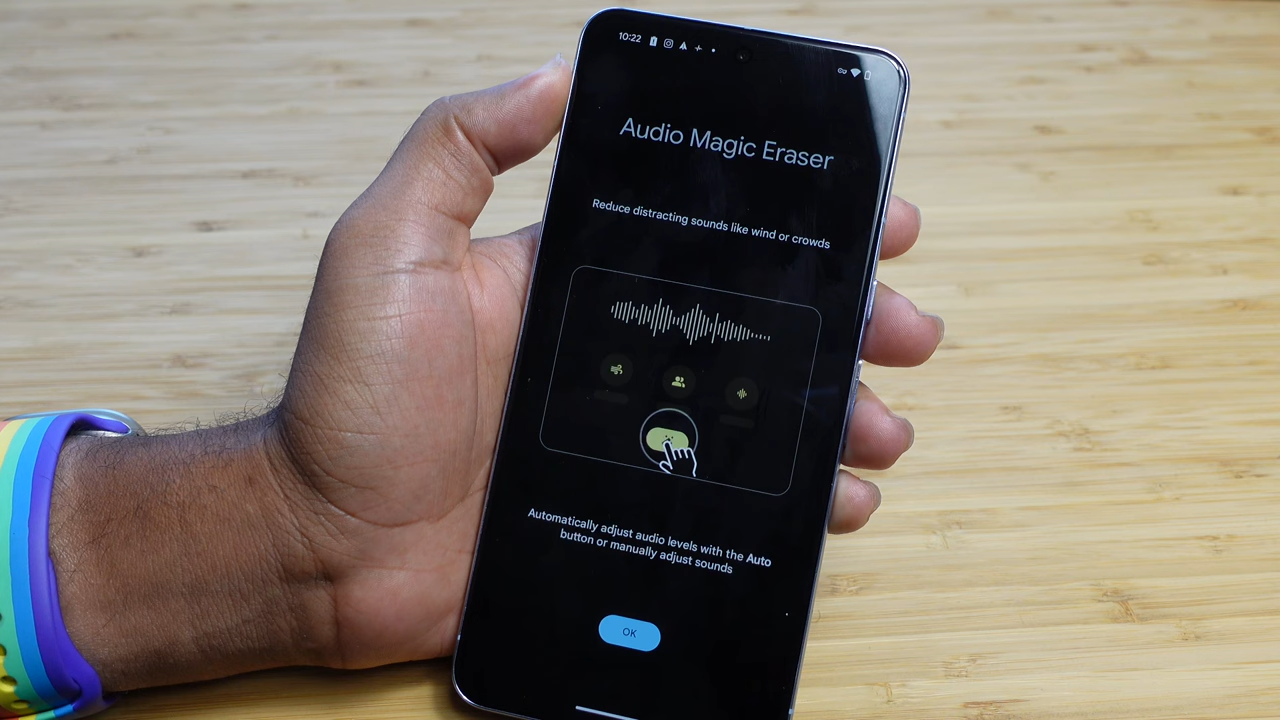 10:22
Audio Magic Eraser
Reduce distracting sounds like wind or crowds
Automatically adjust audio levels with the Auto
button or manually adjust sounds
OK